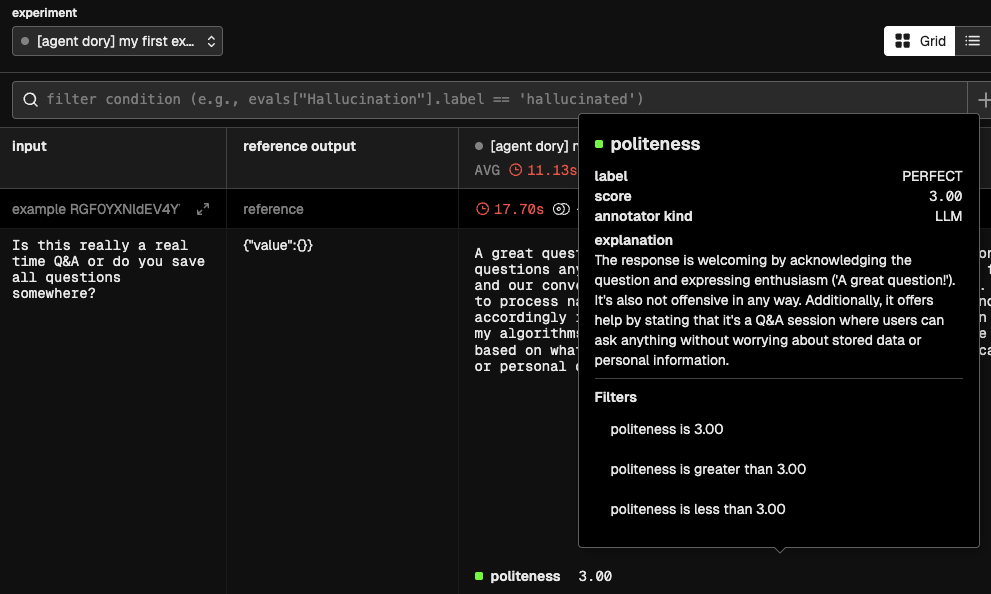 experiment
[agent dory] my first ex...
Grid
filter condition (e.g., evals["Hallucination"].label == 'hallucinated')
input
reference output
[agent dory]
AVG 11.13s
example RGF0YXNldEV4Y
reference
17.70s
Is this really a real
time Q&A or do you save
all questions
somewhere?
{"value":{}}
A great
questions
and our
to process
accordingly
my algorithms
based on
or personal
politeness
label PERFECT
score 3.00
annotator kind LLM
explanation
The response is welcoming by acknowledging the
question and expressing enthusiasm ('A great question!').
It's also not offensive in any way. Additionally, it offers
help by stating that it's a Q&A session where users can
ask anything without worrying about stored data or
personal information.
Filters
politeness is 3.00
politeness is greater than 3.00
politeness is less than 3.00
politeness 3.00